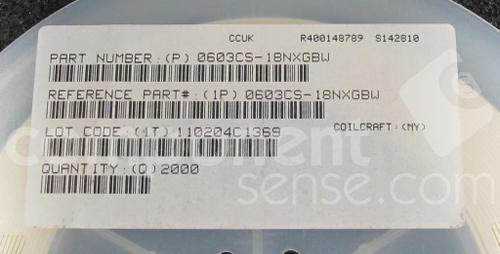 CCUK R400148789 S142810
PART NUMBER:(P) 0603CS-18NXGBW
REFERENCE PART#:(1P) 0603CS-18NXGBW
LOT CODE:(1T) 110204C1369
COILCRAFT:(MY)
QUANTITY:(Q)2000
component
sense.com